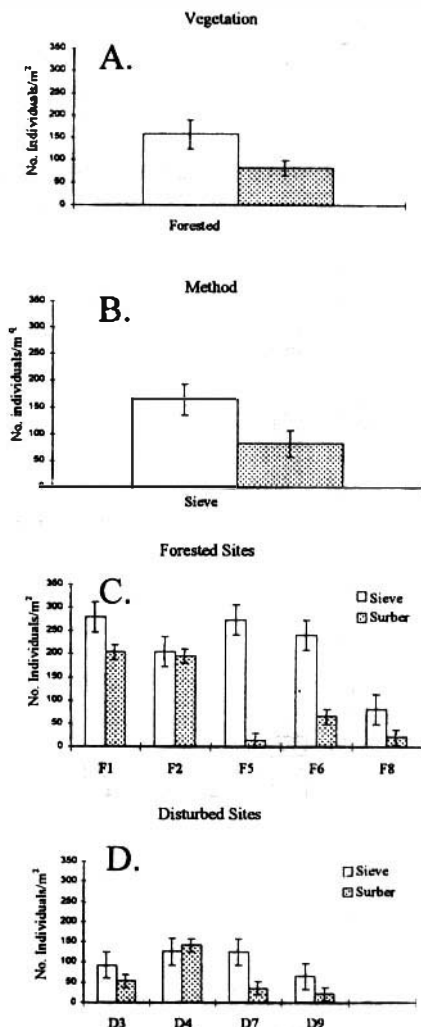 Vegetation
A.
No. Individuals/m²
350
300
250
200
150
100
50
0
Forested
Method
B.
No. individuals/m q
350
300
250
200
150
100
50
0
Sieve
Forested Sites
C.
No. Individuals/m²
350
300
250
200
150
100
50
0
Sieve
Surber
F1 F2 F5 F6 F8
Disturbed Sites
D.
No. Individuals/m²
350
300
250
200
150
100
50
0
Sieve
Surber
D3 D4 D7 D9